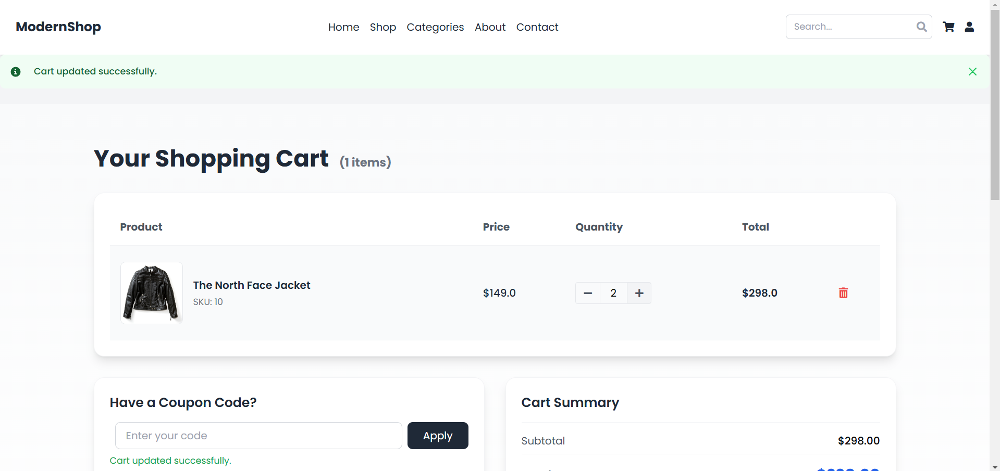 ModernShop
Home Shop Categories About Contact
Search...
Cart updated successfully.
Your Shopping Cart (1 items)
Product Price Quantity Total
The North Face Jacket
SKU: 10
$149.0 2 $298.0
Have a Coupon Code?
Enter your code Apply
Cart updated successfully.
Cart Summary
Subtotal $298.00